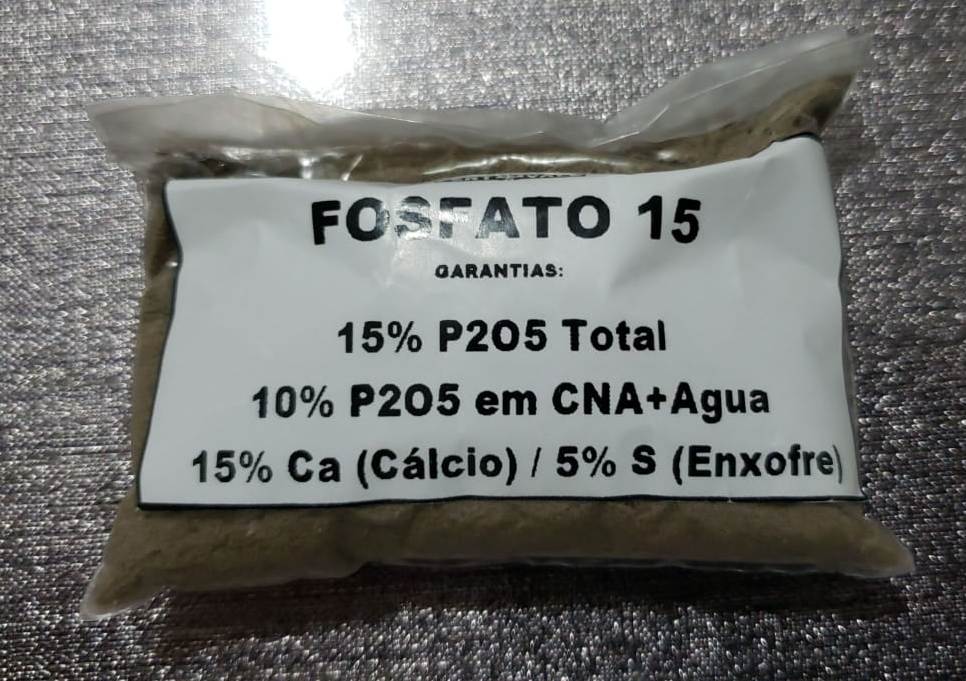 FOSFATO 15
GARANTIAS:
15% P2O5 Total
10% P2O5 em CNA+Agua
15% Ca (Cálcio) / 5% S (Enxofre)